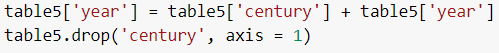 table5['year'] = table5['century'] + table5['year']
table5.drop('century', axis = 1)